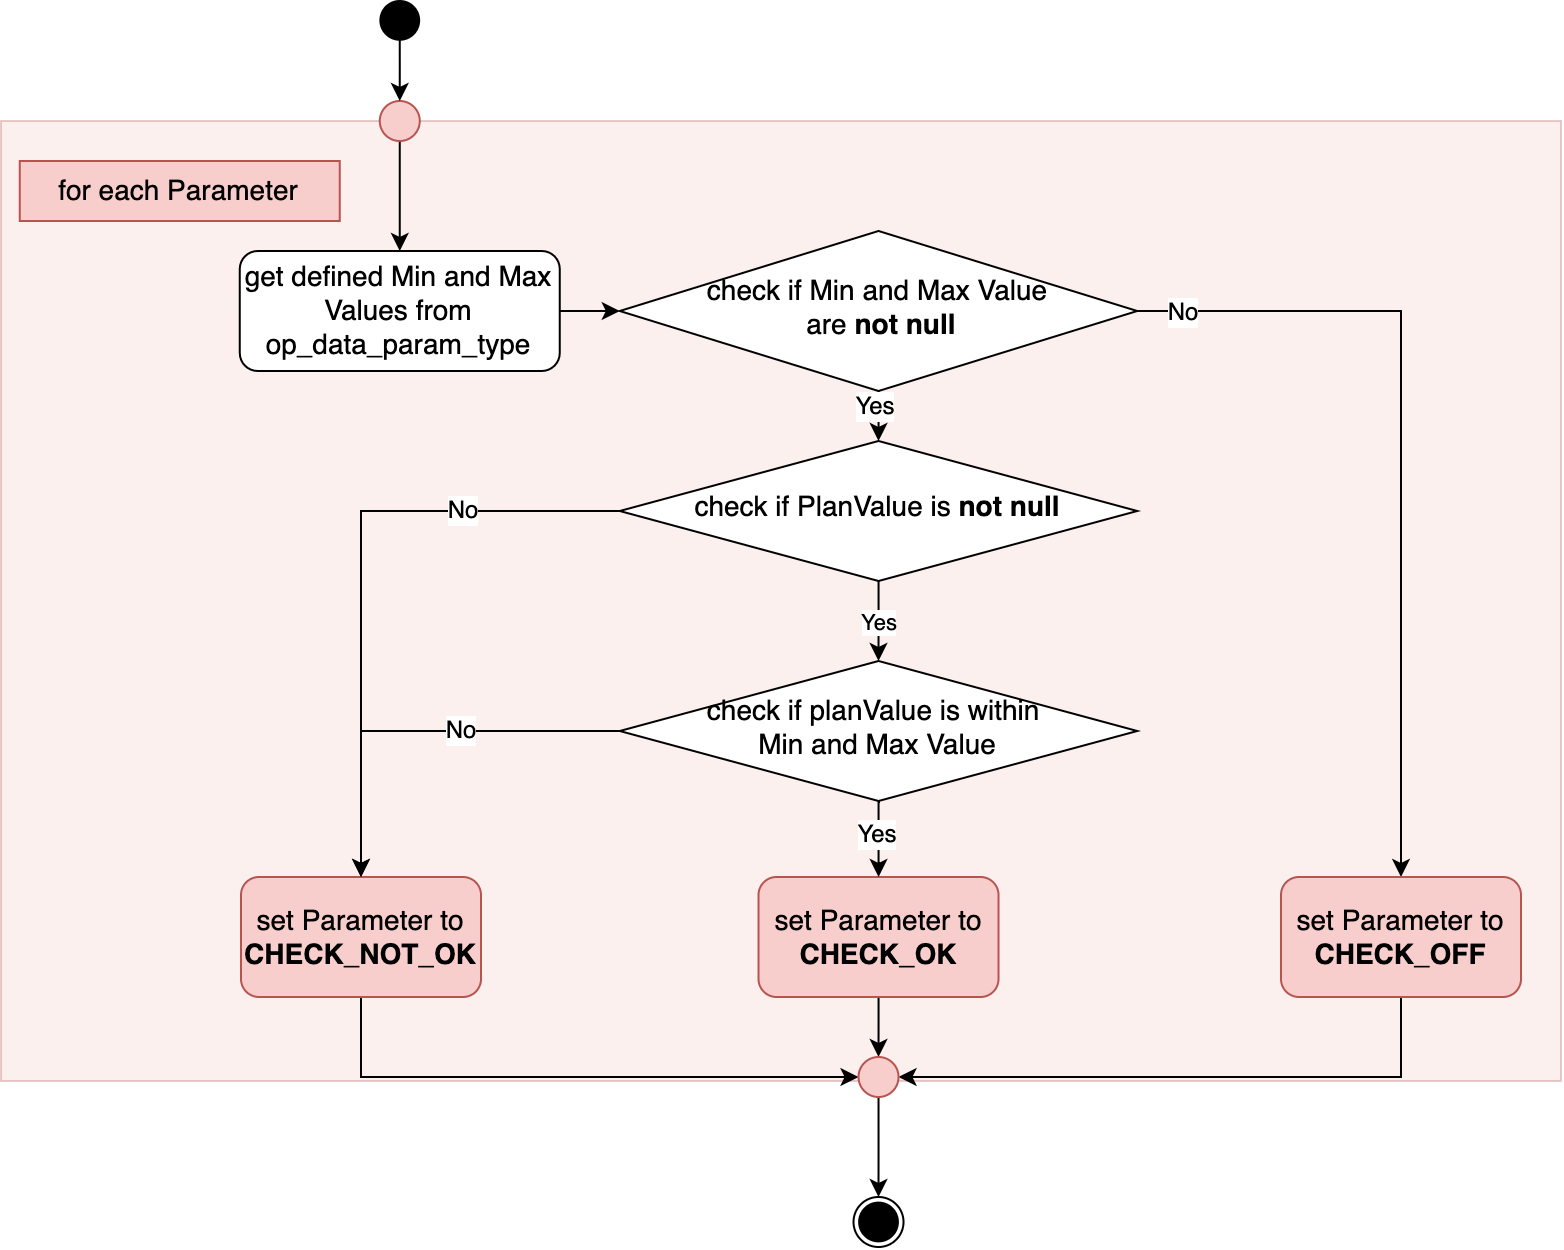 for each Parameter
get defined Min and Max
Values from
op_data_param_type
check if Min and Max Value
are not null
No
Yes
check if PlanValue is not null
No
Yes
check if planValue is within
Min and Max Value
No
Yes
set Parameter to
CHECK_NOT_OK
set Parameter to
CHECK_OK
set Parameter to
CHECK_OFF